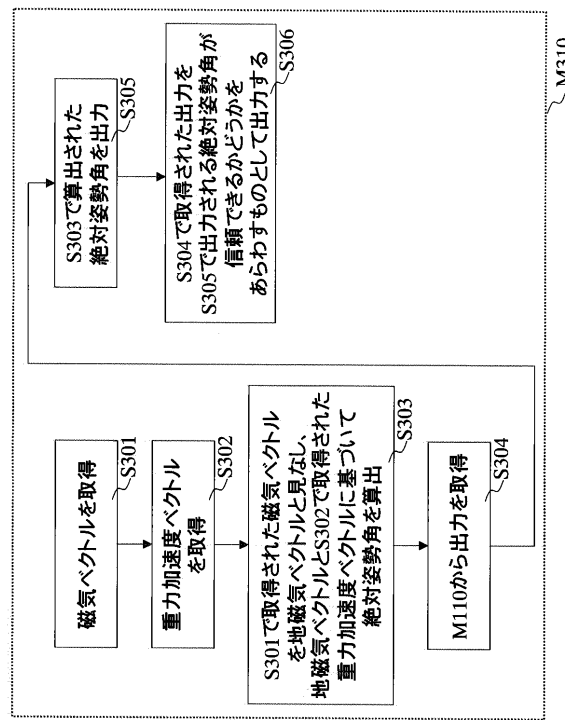 磁気ベクトルを取得
S301
重力加速度ベクトル
を取得
S302
S301で取得された磁気ベクトル
を地磁気ベクトルと見なし、
地磁気ベクトルとS302で取得された
重力加速度ベクトルに基づいて
絶対姿勢角を算出
S303
M110から出力を取得
S304
S303で算出された
絶対姿勢角を出力
S305
S304で取得された出力を
S305で出力される絶対姿勢角が
信頼できるかどうかを
あらわすものとして出力する
S306
M310